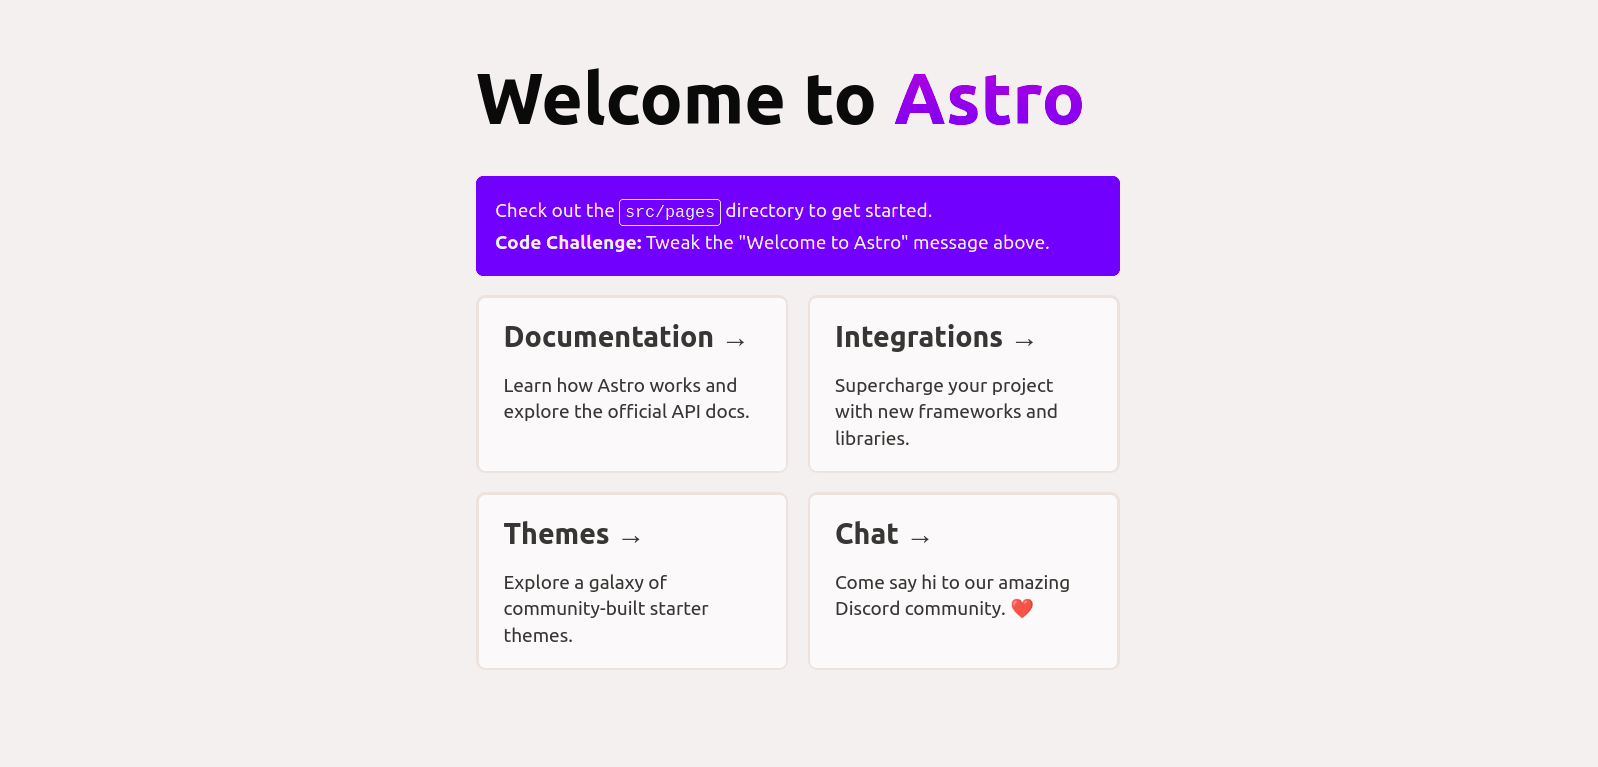 Welcome to Astro
Check out the src/pages directory to get started.
Code Challenge: Tweak the "Welcome to Astro" message above.
Documentation →
Learn how Astro works and
explore the official API docs.
Integrations →
Supercharge your project
with new frameworks and
libraries.
Themes →
Explore a galaxy of
community-built starter
themes.
Chat →
Come say hi to our amazing
Discord community. ❤️